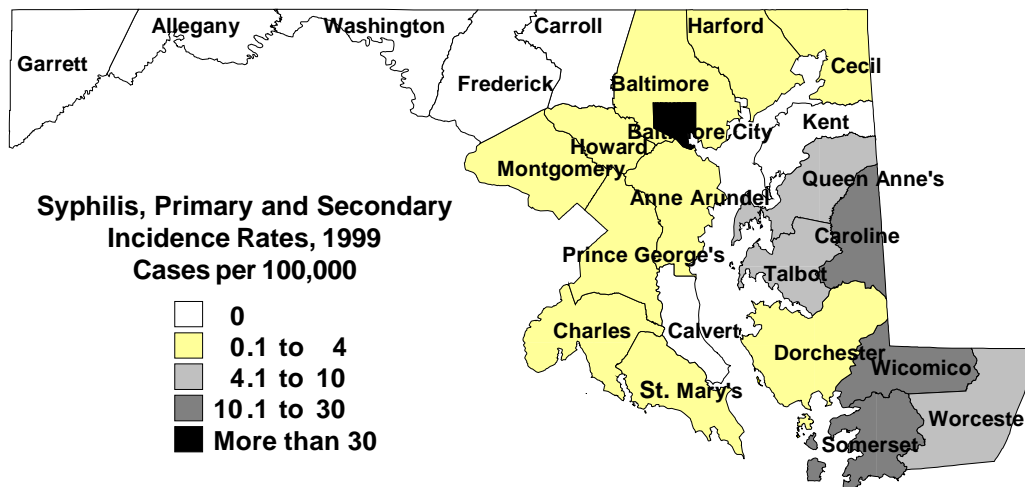 Garrett
Allegany
Washington
Carroll
Frederick
Harford
Baltimore
Cecil
Baltimore City
Kent
Howard
Montgomery
Queen Anne's
Anne Arundel
Caroline
Prince George's
Talbot
Charles
Calvert
Dorchester
Wicomico
St. Mary's
Worceste
Somerset
Syphilis, Primary and Secondary
Incidence Rates, 1999
Cases per 100,000
0
0.1 to 4
4.1 to 10
10.1 to 30
More than 30